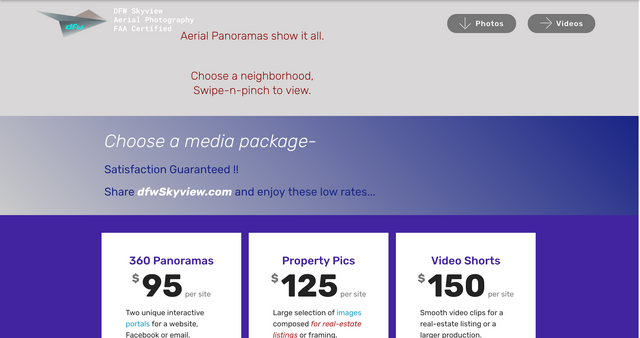 DFW Skyview
Aerial Photography
FAA Certified
dfw
Photos
Videos
Aerial Panoramas show it all.
Choose a neighborhood,
Swipe-n-pinch to view.
Choose a media package-
Satisfaction Guaranteed !!
Share dfwSkyview.com and enjoy these low rates...
360 Panoramas
$95 per site
Two unique interactive
portals for a website,
Facebook or email.
Property Pics
$125 per site
Large selection of images
composed for real-estate
listings or framing.
Video Shorts
$150 per site
Smooth video clips for a
real-estate listing or a
larger production.